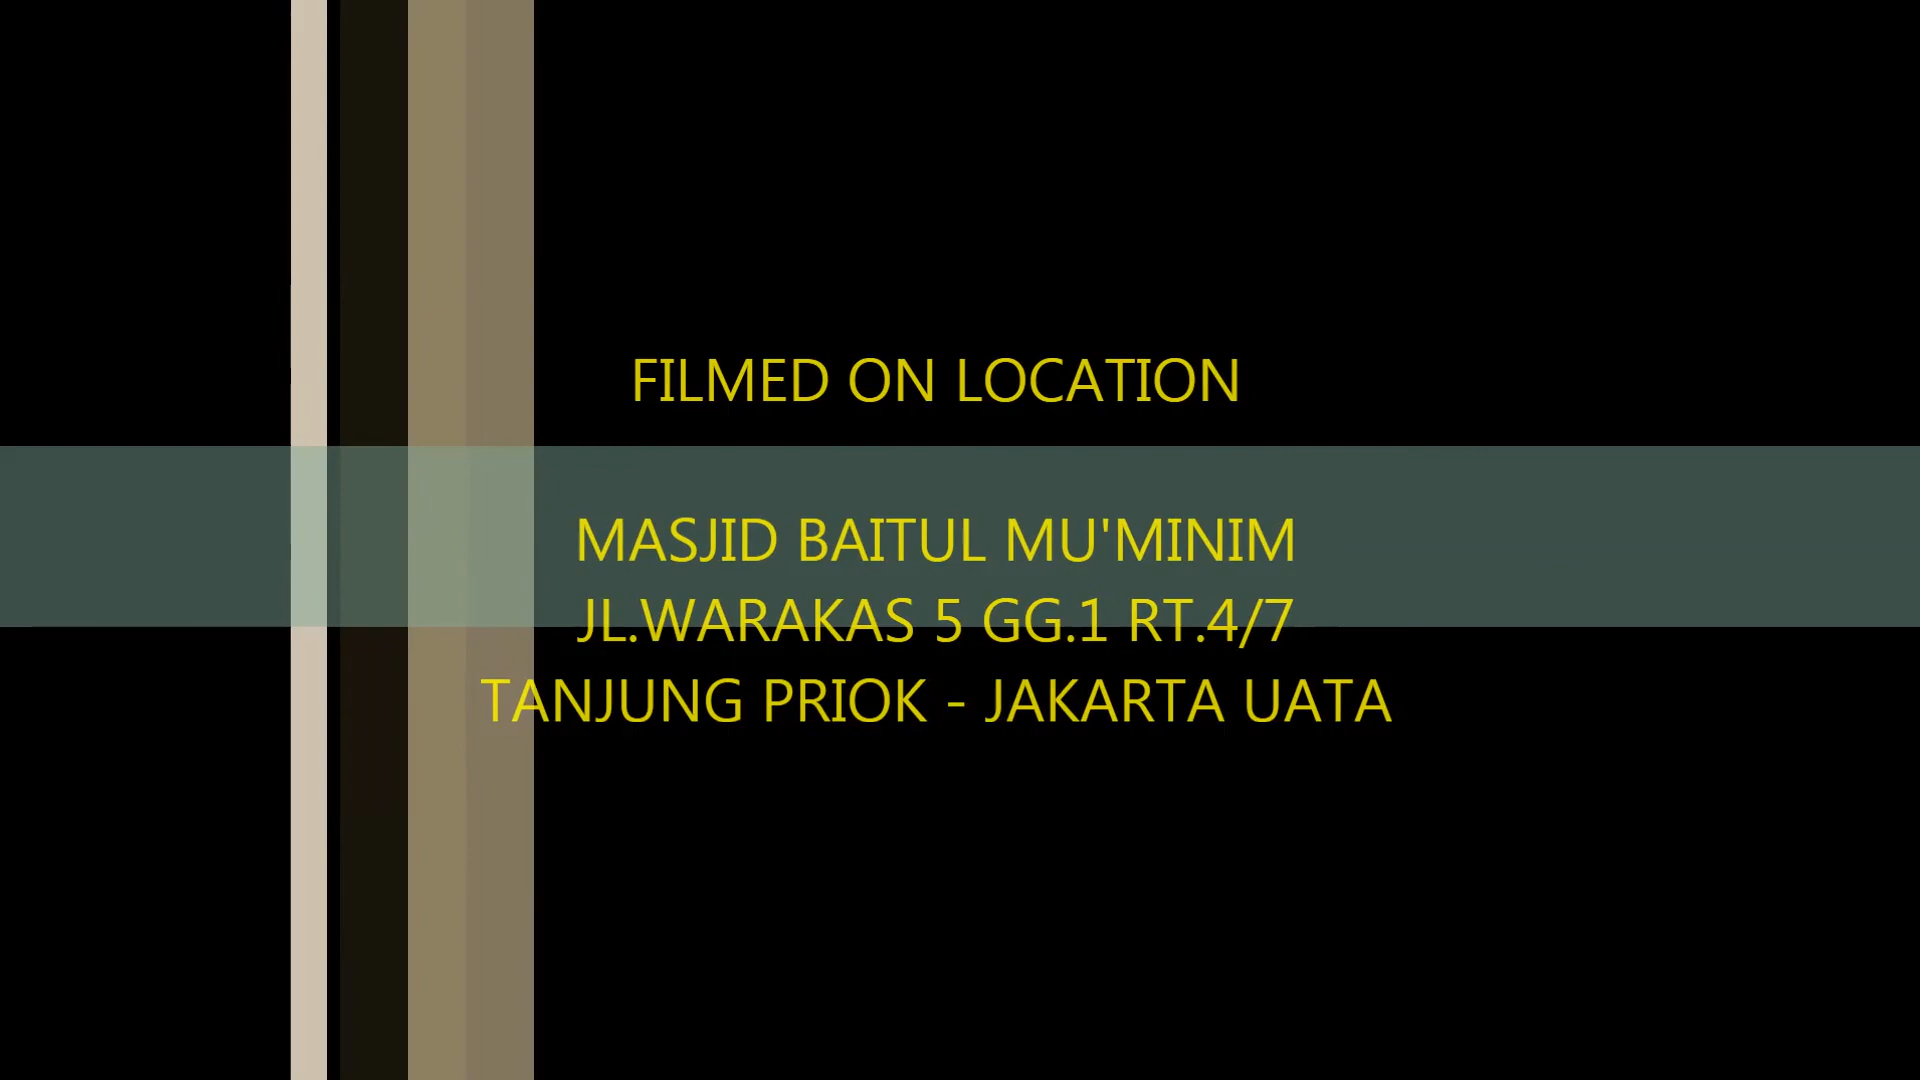 FILMED ON LOCATION
MASJID BAITUL MU'MINIM
JL.WARAKAS 5 GG.1 RT.4/7
TANJUNG PRIOK - JAKARTA UATA